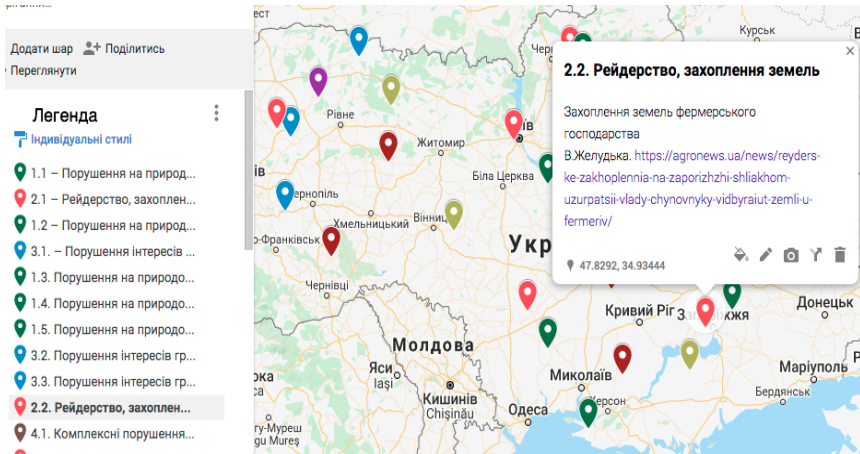 Додати шар Поділитись
Переглянути
Легенда
Індивідуальні стилі
1.1 – Порушення на природ...
2.1 – Рейдерство, захоплен...
1.2 – Порушення на природ...
3.1. – Порушення інтересів ...
1.3. Порушення на природо...
1.4. Порушення на природо...
1.5. Порушення на природо...
3.2. Порушення інтересів гр...
3.3. Порушення інтересів гр...
2.2. Рейдерство, захоплен...
4.1. Комплексні порушення...
2.2. Рейдерство, захоплення земель
Захоплення земель фермерського
господарства
В.Желудька. https://agronews.ua/news/reyders-
ke-zakhoplennia-na-zaporizhzhi-shliakhom-
uzurpatsii-vlady-chynovnyky-vidbyraiut-zemli-u-
fermeriv/
47.8292, 34.93444
Курськ
Рівне
Житомир
Біла Церква
Хмельницький
Чернівці
Кривий Ріг
Донецьк
Молдова
Яси
Iași
Кишинів
Chișinău
Миколаїв
Одеса
Маріуполь
Бердянськ